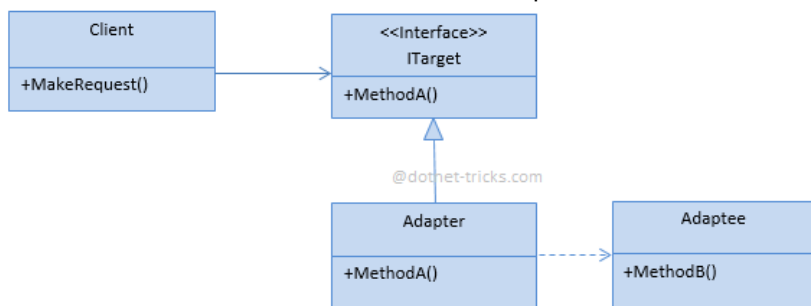 Client
+MakeRequest()
<<Interface>>
ITarget
+MethodA()
@dotnet-tricks.com
Adapter
+MethodA()
Adaptee
+MethodB()